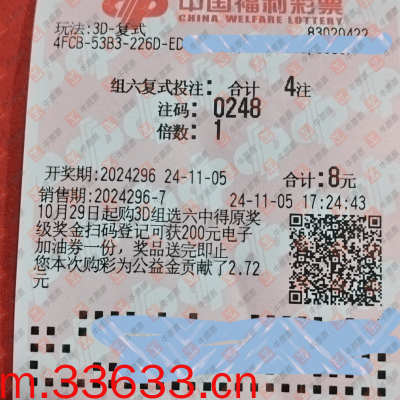 中国福利彩票
CHINA WELFARE LOTTERY
玩法:3D-复式
83020422
4FCB-53B3-226D-ED
组六复式投注: 合计 4注
注码: 0248
倍数: 1
开奖期:2024296 24-11-05 合计:8元
销售期:2024296-7 24-11-05 17:24:43
10月29日起购3D组选六中得原奖
级奖金扫码登记可获200元电子
加油券一份, 奖品送完即止
您本次购彩为公益金贡献了2.72
元
m.33633.cn